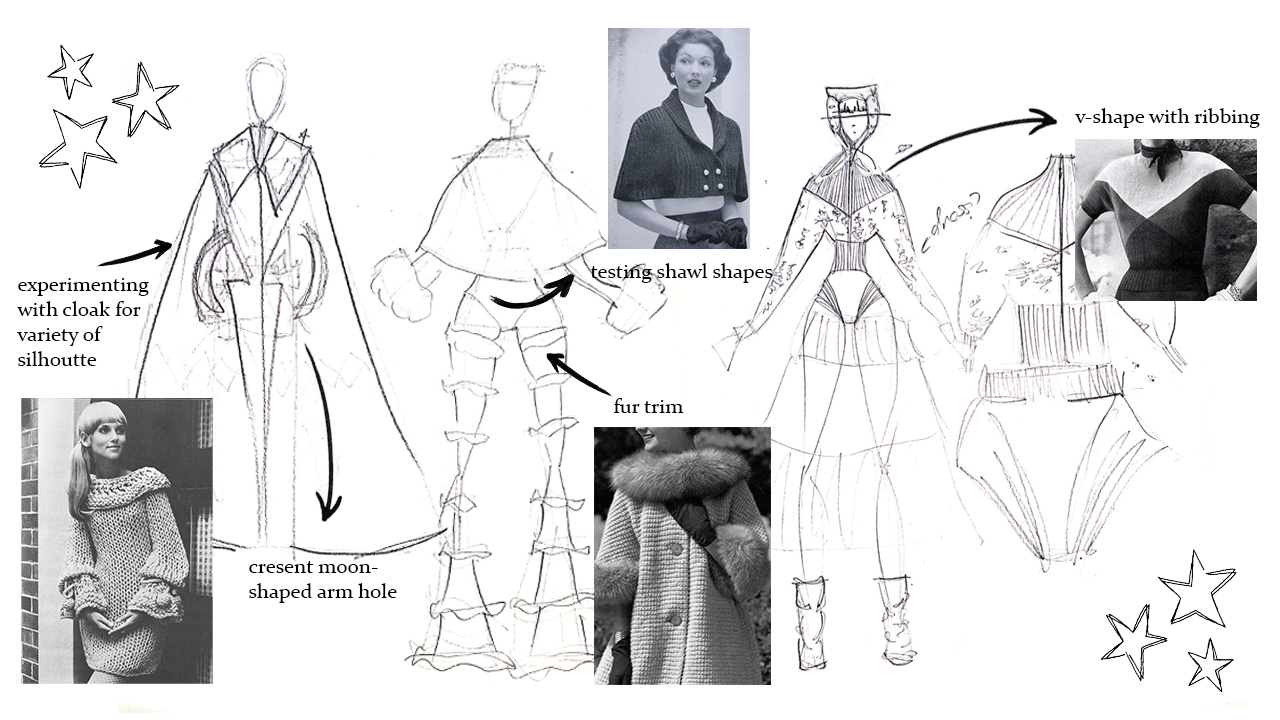 v-shape with ribbing
testing shawl shapes
experimenting
with cloak for
variety of
silhoutte
fur trim
cresent moon-
shaped arm hole